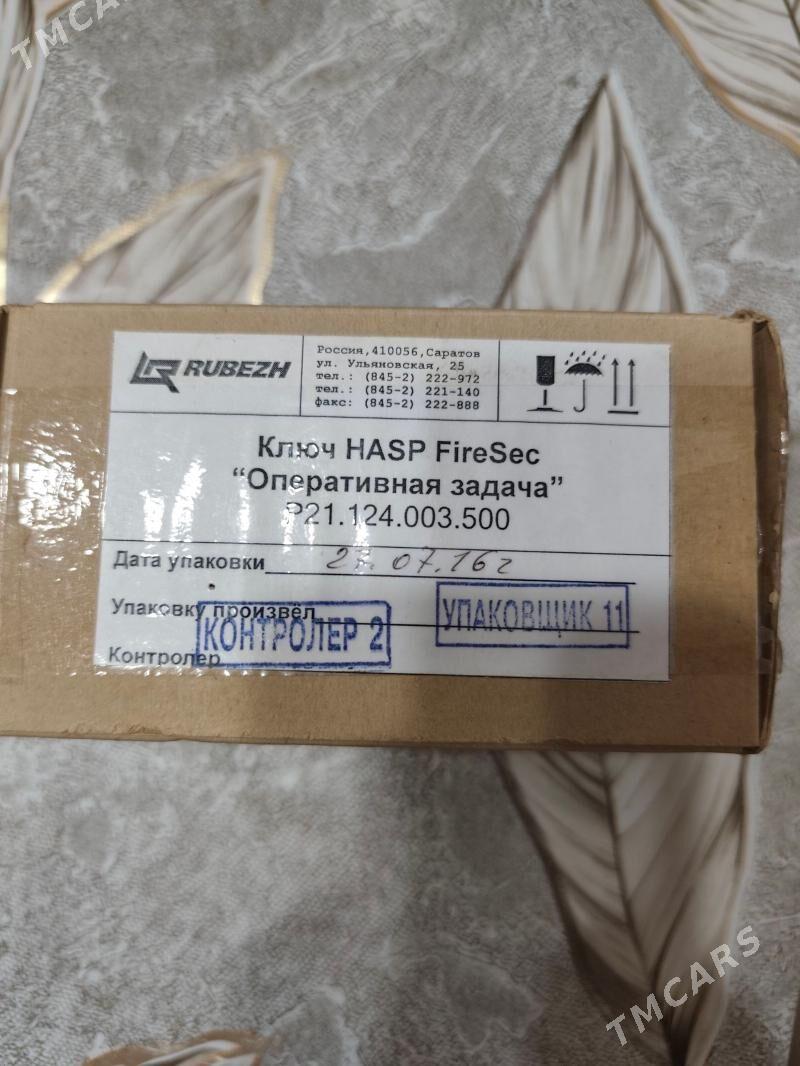 TMCARS
RUBEZH
Россия,410056,Саратов
ул. Ульяновская, 25
тел.: (845-2) 222-972
тел.: (845-2) 221-140
факс: (845-2) 222-888
Ключ HASP FireSec
“Оперативная задача”
Р21.124.003.500
Дата упаковки 27.07.16г
Упаковку произвёл
УПАКОВЩИК 11
КОНТРОЛЕР 2
Контролер
TMCARS